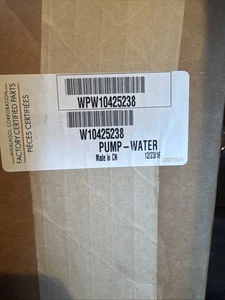 WHIRLPOOL CORPORATION
FACTORY CERTIFIED PARTS
PIÈCES CERTIFIÉES
WPW10425238
W10425238
PUMP-WATER
Made in CN